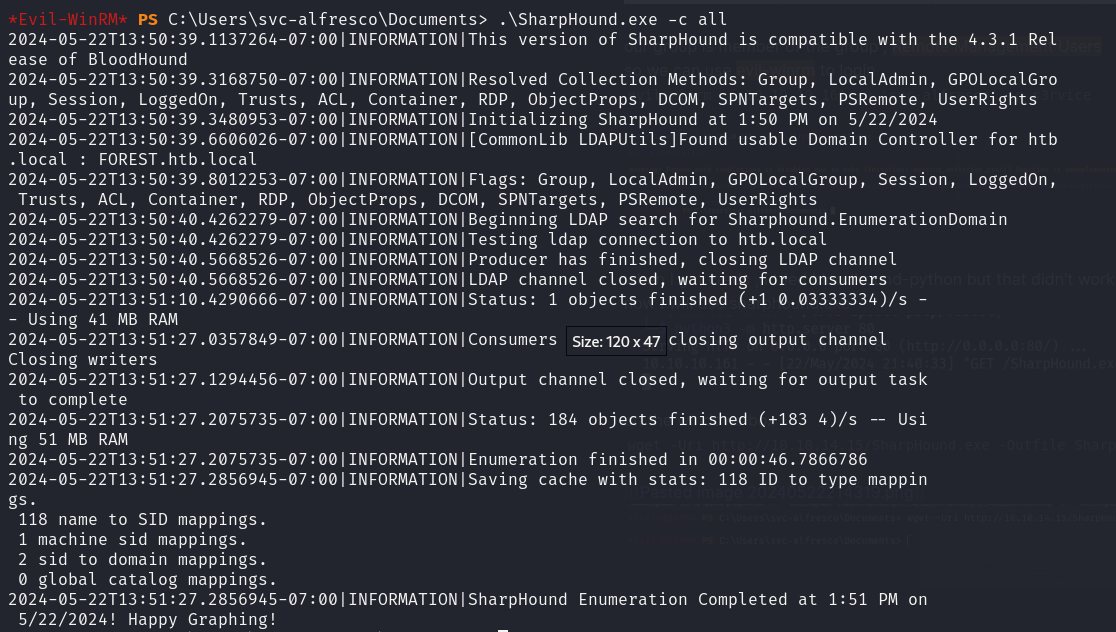 *Evil-WinRM* PS C:\Users\svc-alfresco\Documents> .\SharpHound.exe -c all
2024-05-22T13:50:39.1137264-07:00|INFORMATION|This version of SharpHound is compatible with the 4.3.1 Rel
ease of BloodHound
2024-05-22T13:50:39.3168750-07:00|INFORMATION|Resolved Collection Methods: Group, LocalAdmin, GPOLocalGro
up, Session, LoggedOn, Trusts, ACL, Container, RDP, ObjectProps, DCOM, SPNTargets, PSRemote, UserRights
2024-05-22T13:50:39.3480953-07:00|INFORMATION|Initializing SharpHound at 1:50 PM on 5/22/2024
2024-05-22T13:50:39.6606026-07:00|INFORMATION|[CommonLib LDAPUtils]Found usable Domain Controller for htb
.local : FOREST.htb.local
2024-05-22T13:50:39.8012253-07:00|INFORMATION|Flags: Group, LocalAdmin, GPOLocalGroup, Session, LoggedOn,
 Trusts, ACL, Container, RDP, ObjectProps, DCOM, SPNTargets, PSRemote, UserRights
2024-05-22T13:50:40.4262279-07:00|INFORMATION|Beginning LDAP search for Sharphound.EnumerationDomain
2024-05-22T13:50:40.4262279-07:00|INFORMATION|Testing ldap connection to htb.local
2024-05-22T13:50:40.5668526-07:00|INFORMATION|Producer has finished, closing LDAP channel
2024-05-22T13:50:40.5668526-07:00|INFORMATION|LDAP channel closed, waiting for consumers
2024-05-22T13:51:10.4290666-07:00|INFORMATION|Status: 1 objects finished (+1 0.03333334)/s -
- Using 41 MB RAM
2024-05-22T13:51:27.0357849-07:00|INFORMATION|Consumers Size: 120 x 47 closing output channel
Closing writers
2024-05-22T13:51:27.1294456-07:00|INFORMATION|Output channel closed, waiting for output task
 to complete
2024-05-22T13:51:27.2075735-07:00|INFORMATION|Status: 184 objects finished (+183 4)/s -- Usi
ng 51 MB RAM
2024-05-22T13:51:27.2075735-07:00|INFORMATION|Enumeration finished in 00:00:46.7866786
2024-05-22T13:51:27.2856945-07:00|INFORMATION|Saving cache with stats: 118 ID to type mappin
gs.
 118 name to SID mappings.
 1 machine sid mappings.
 2 sid to domain mappings.
 0 global catalog mappings.
2024-05-22T13:51:27.2856945-07:00|INFORMATION|SharpHound Enumeration Completed at 1:51 PM on
 5/22/2024! Happy Graphing!